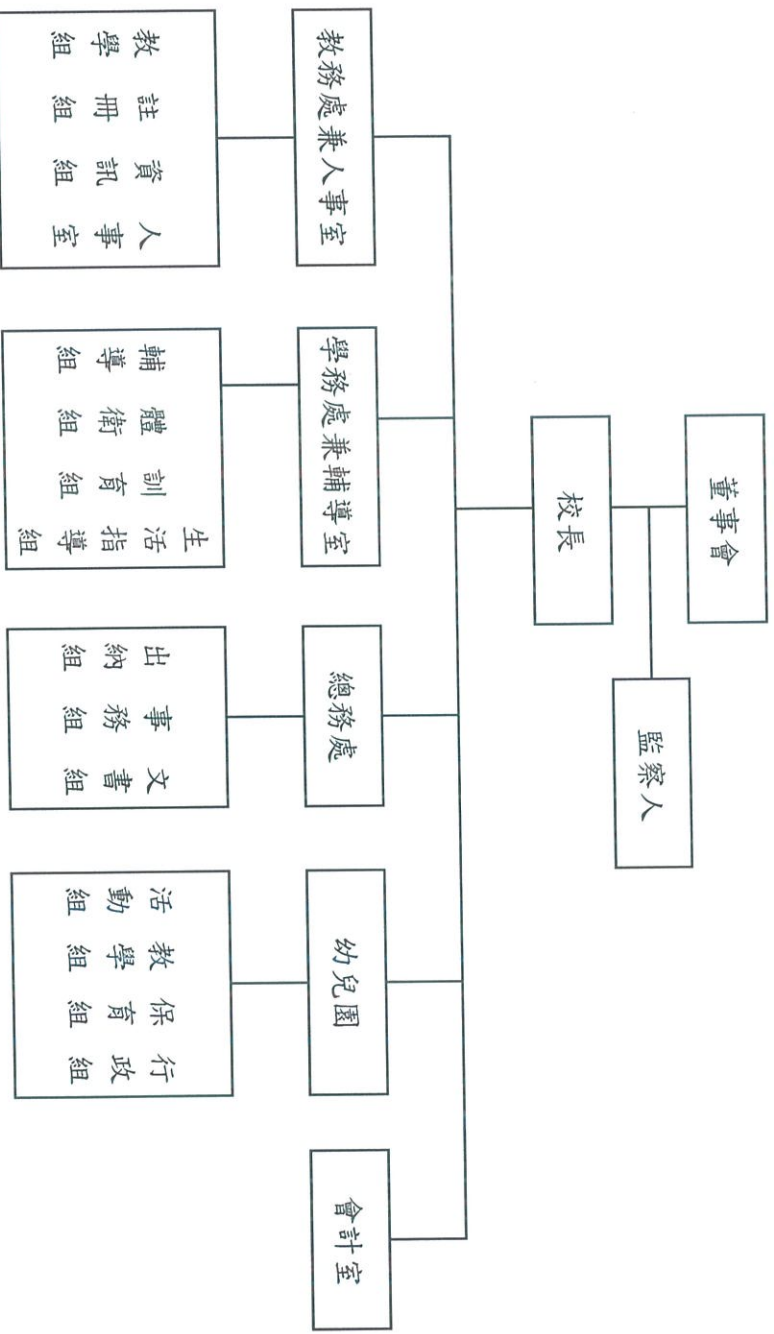 董事會
監察人
校長
教務處兼人事室
學務處兼輔導室
總務處
幼兒園
會計室
教學組
註冊組
資訊組
人事室
輔導組
體衛組
訓育組
生活指導組
出納組
事務組
文書組
活動組
教學組
保育組
行政組